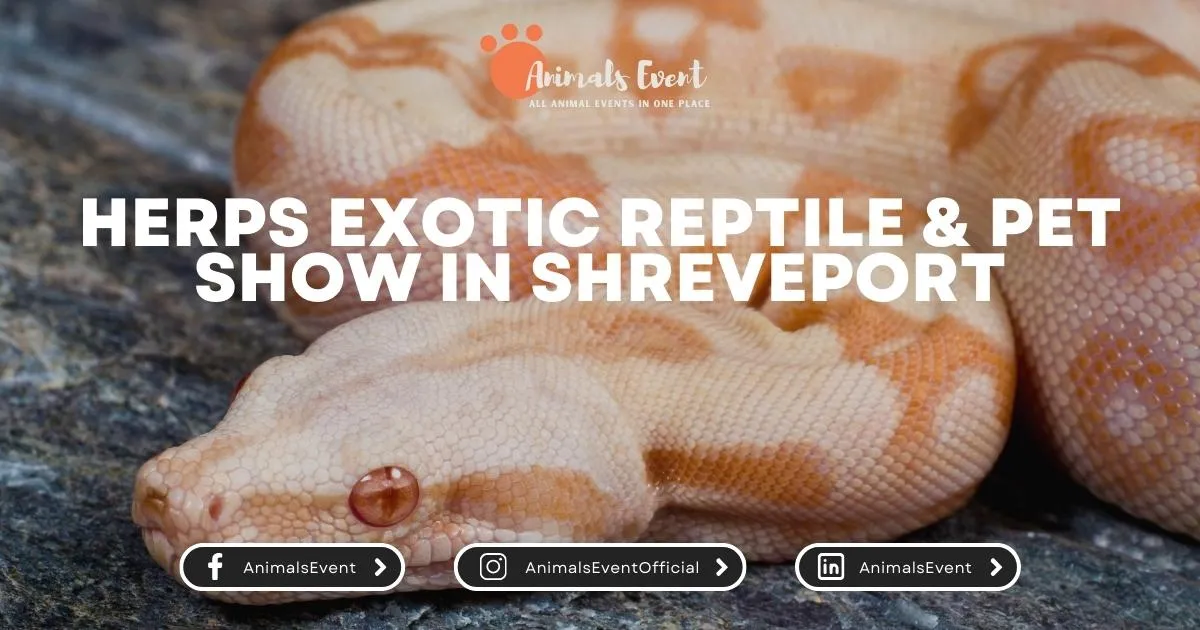 Animals Event
ALL ANIMAL EVENTS IN ONE PLACE
HERPS EXOTIC REPTILE & PET
SHOW IN SHREVEPORT
AnimalsEvent
AnimalsEventOfficial
AnimalsEvent